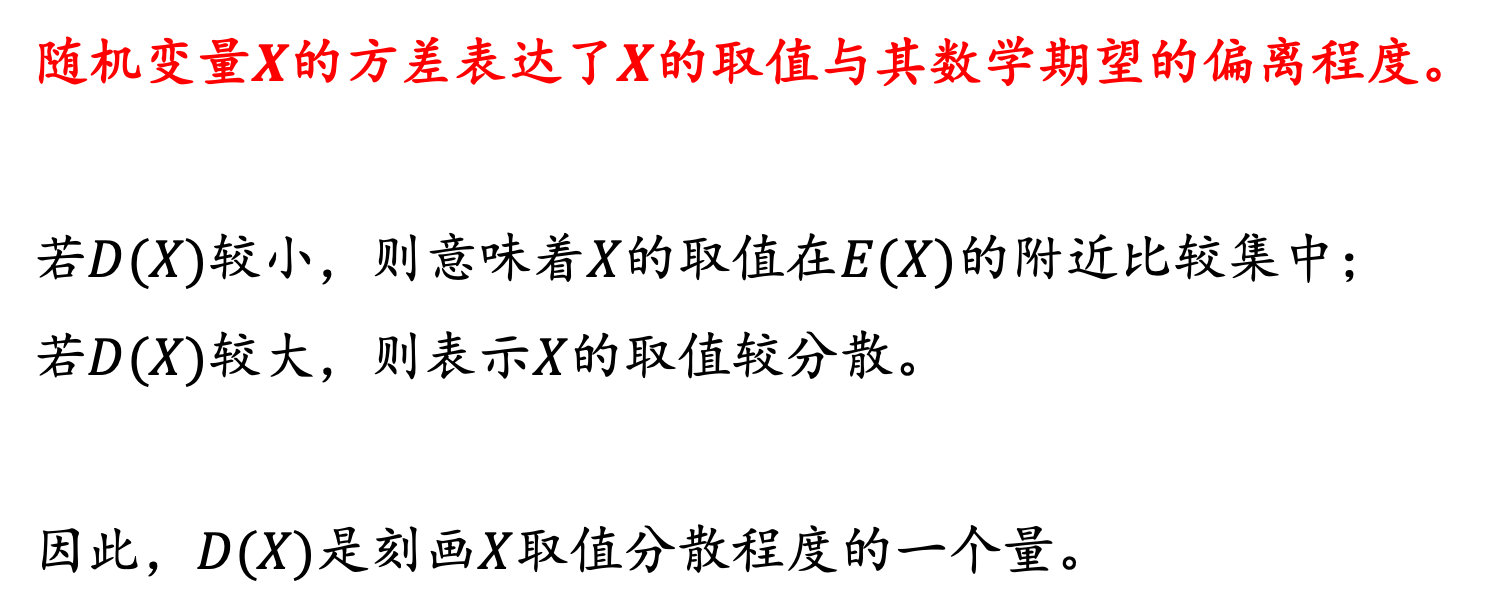 随机变量X的方差表达了X的取值与其数学期望的偏离程度。
若D(X)较小，则意味着X的取值在E(X)的附近比较集中；
若D(X)较大，则表示X的取值较分散。
因此，D(X)是刻画X取值分散程度的一个量。